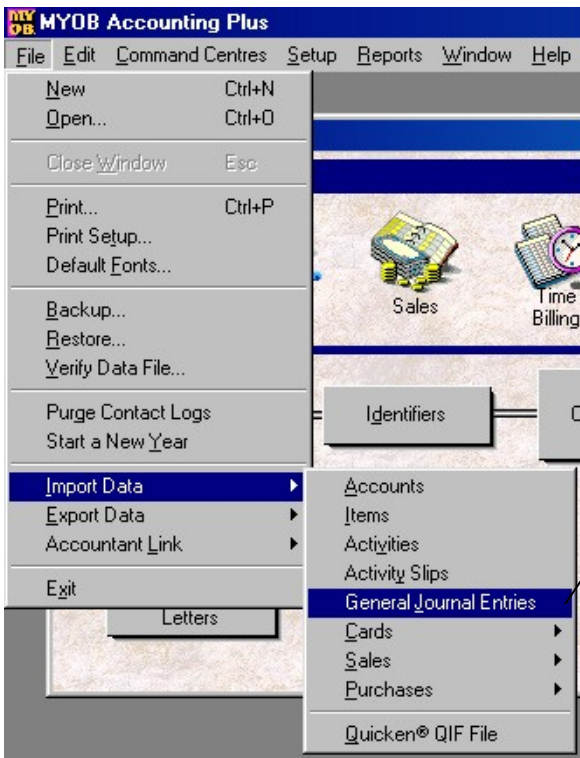 MYOB Accounting Plus
File Edit Command Centres Setup Reports Window Help
New Ctrl+N
Open... Ctrl+O
Close Window Esc
Print... Ctrl+P
Print Setup...
Default Fonts...
Backup...
Restore...
Verify Data File...
Purge Contact Logs
Start a New Year
Import Data
Export Data
Accountant Link
Exit
Sales
Time
Billing
Identifiers
Letters
Accounts
Items
Activities
Activity Slips
General Journal Entries
Cards
Sales
Purchases
Quicken® QIF File